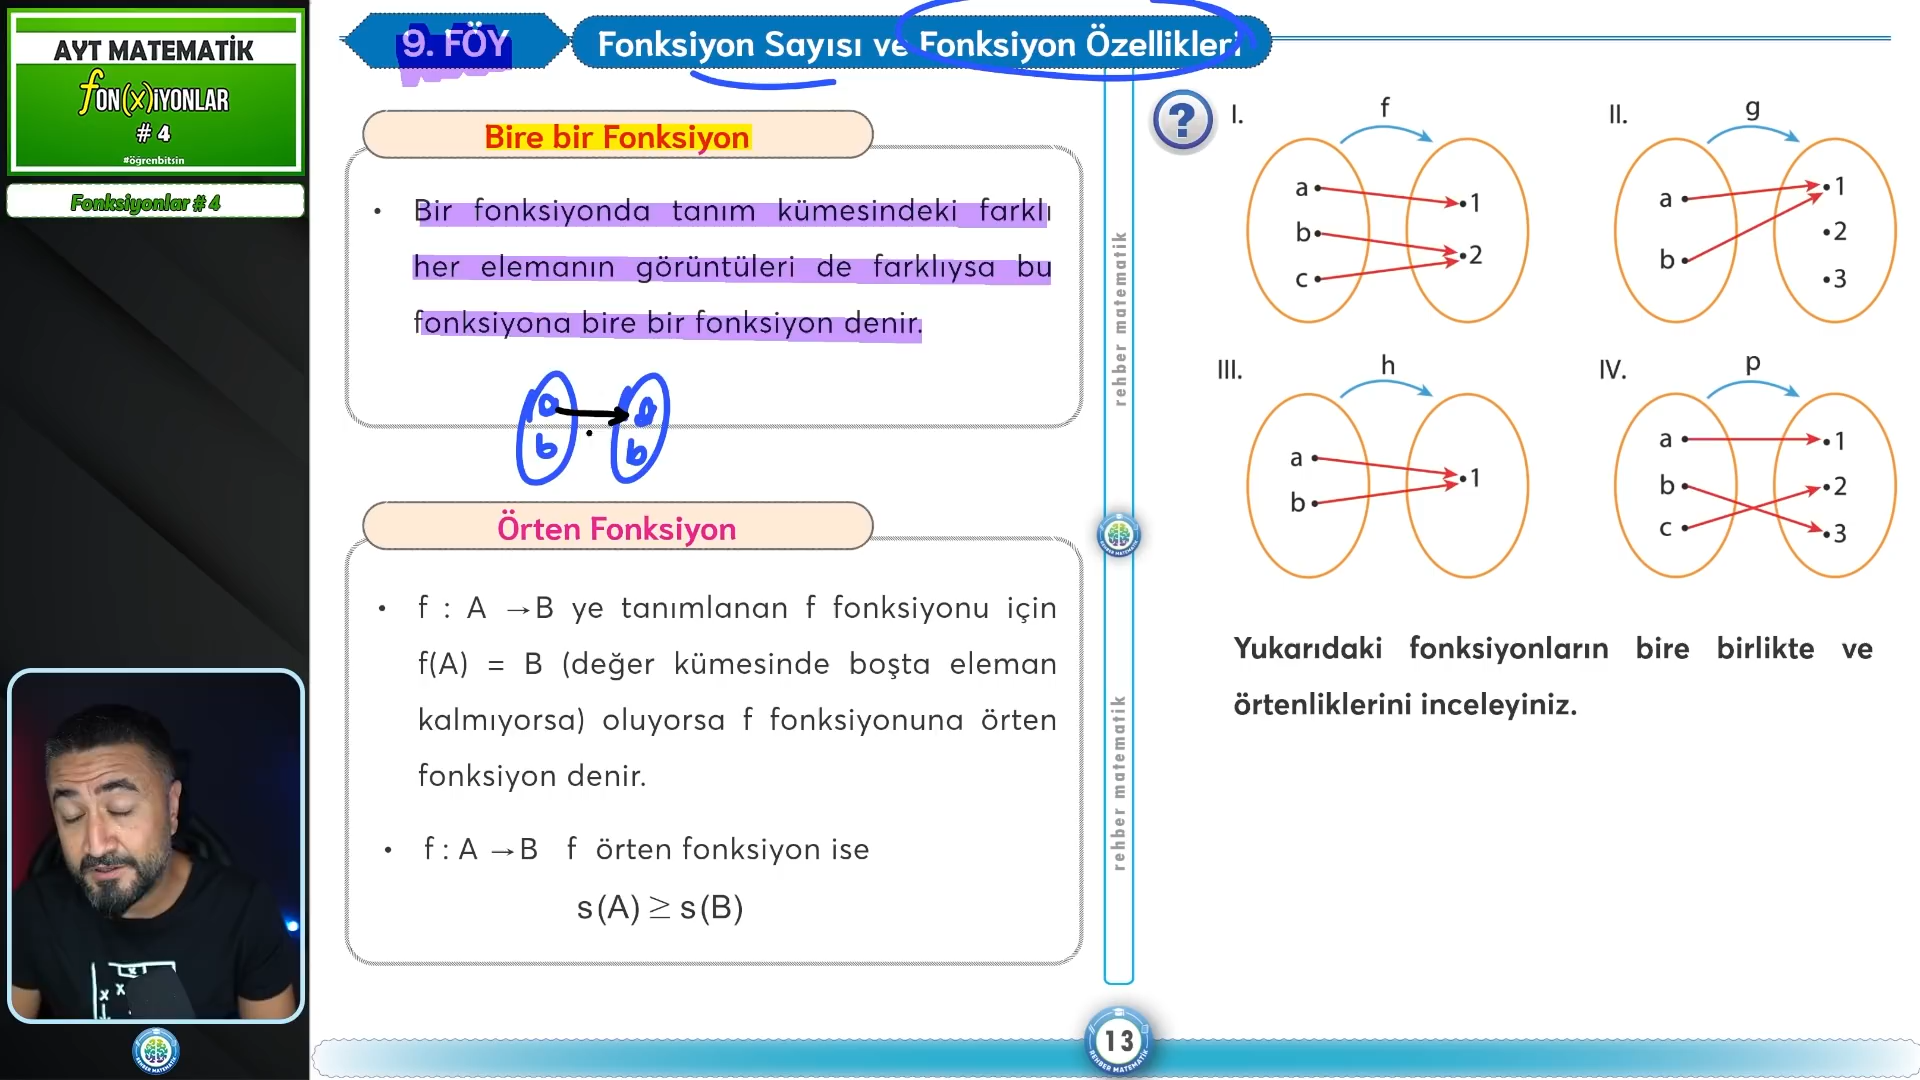 AYT MATEMATİK
fON(X)İYONLAR
# 4
#öğrenbitsin
Fonksiyonlar # 4
9. FÖY
Fonksiyon Sayısı ve Fonksiyon Özellikleri
Bire bir Fonksiyon
• Bir fonksiyonda tanım kümesindeki farklı
her elemanın görüntüleri de farklıysa bu
fonksiyona bire bir fonksiyon denir.
a a
b b
Örten Fonksiyon
• f : A → B ye tanımlanan f fonksiyonu için
f(A) = B (değer kümesinde boşta eleman
kalmıyorsa) oluyorsa f fonksiyonuna örten
fonksiyon denir.
• f : A → B f örten fonksiyon ise
s(A) ≥ s(B)
rehber matematik
rehber matematik
REHBER MATEMATİK
?
I. f
a 1
b 2
c
II. g
a 1
b 2
3
III. h
a 1
b
IV. p
a 1
b 2
c 3
Yukarıdaki fonksiyonların bire birlikte ve
örtenliklerini inceleyiniz.
13
REHBER MATEMATİK
x x